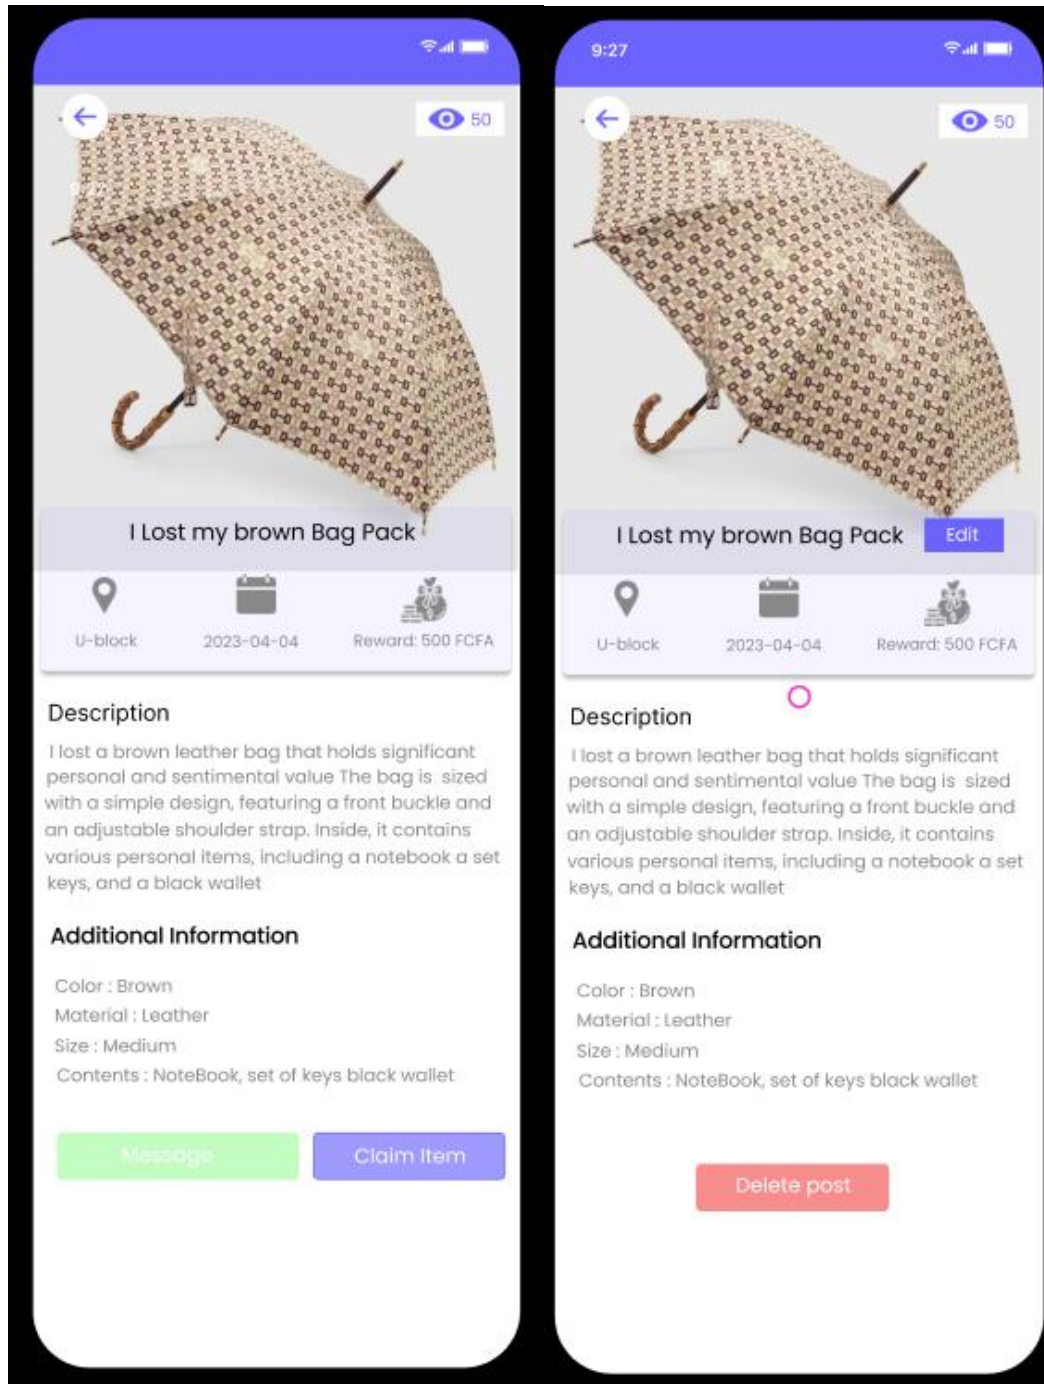 50
I Lost my brown Bag Pack
U-block
2023-04-04
Reward: 500 FCFA
Description
I lost a brown leather bag that holds significant
personal and sentimental value The bag is sized
with a simple design, featuring a front buckle and
an adjustable shoulder strap. Inside, it contains
various personal items, including a notebook a set
keys, and a black wallet
Additional Information
Color : Brown
Material : Leather
Size : Medium
Contents : NoteBook, set of keys black wallet
Message
Claim Item
9:27
50
I Lost my brown Bag Pack
Edit
U-block
2023-04-04
Reward: 500 FCFA
Description
I lost a brown leather bag that holds significant
personal and sentimental value The bag is sized
with a simple design, featuring a front buckle and
an adjustable shoulder strap. Inside, it contains
various personal items, including a notebook a set
keys, and a black wallet
Additional Information
Color : Brown
Material : Leather
Size : Medium
Contents : NoteBook, set of keys black wallet
Delete post